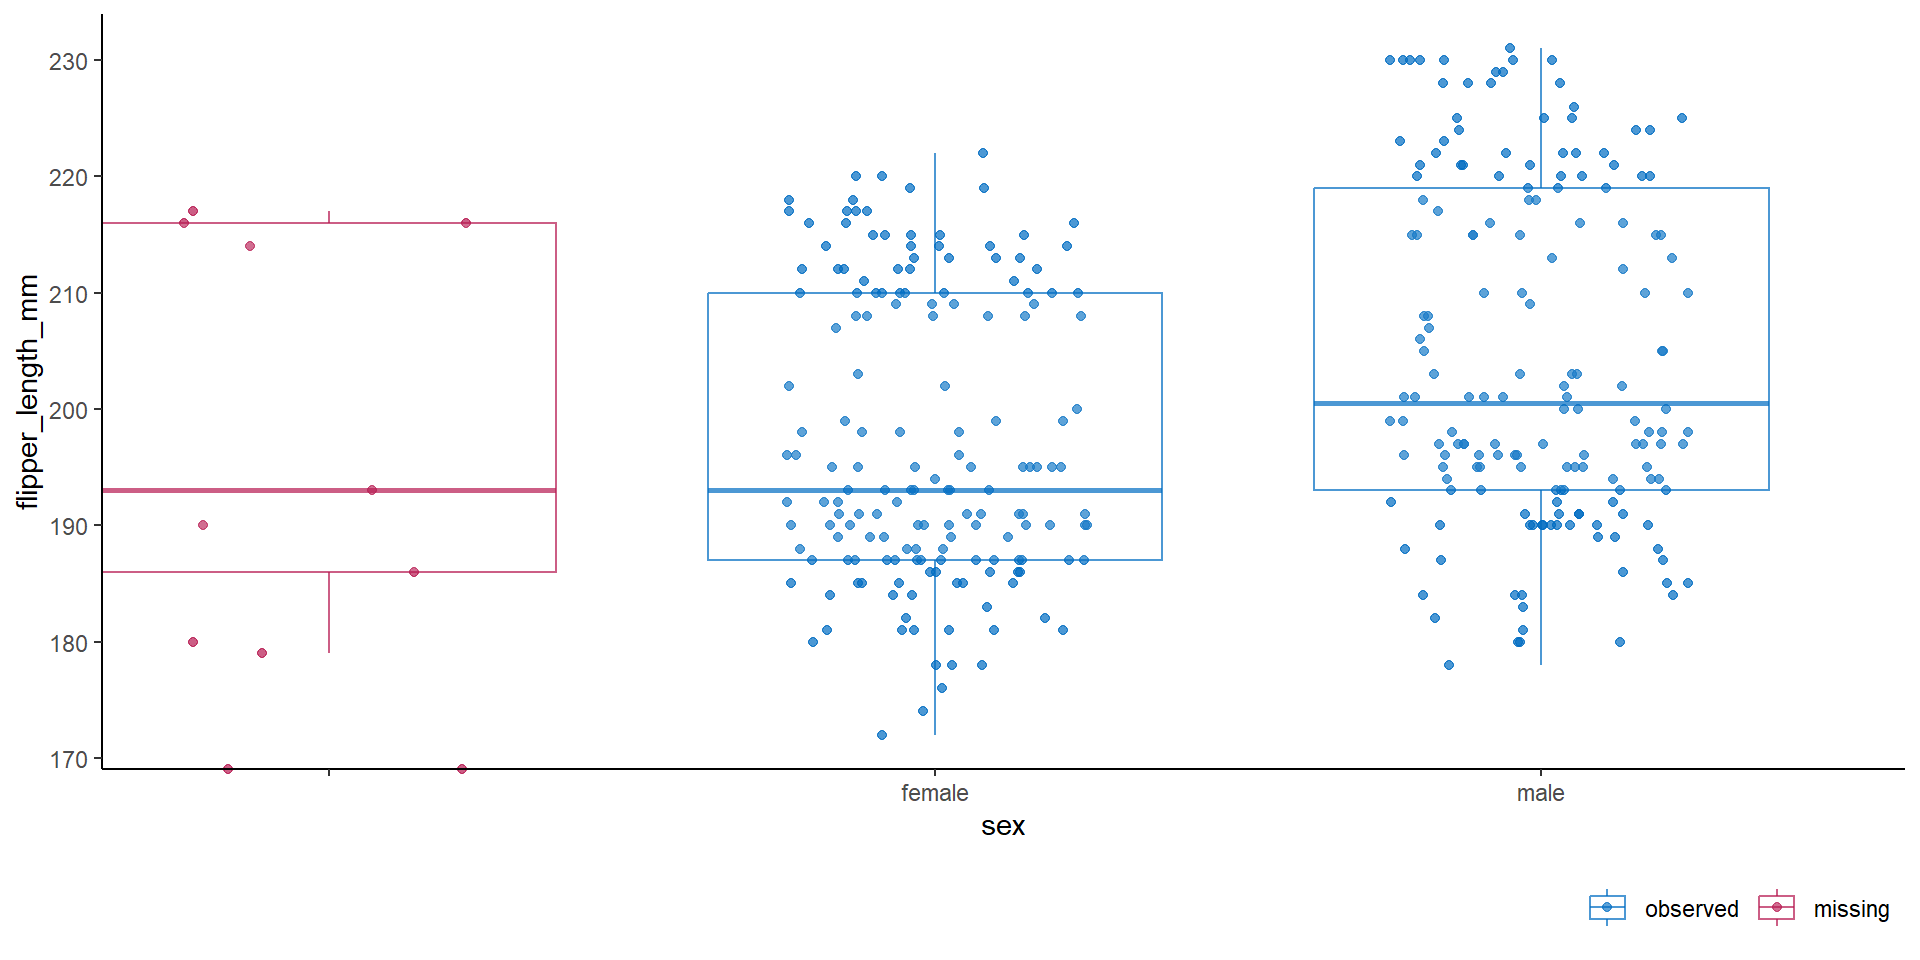 flipper_length_mm
230
220
210
200
190
180
170
female
male
sex
observed
missing